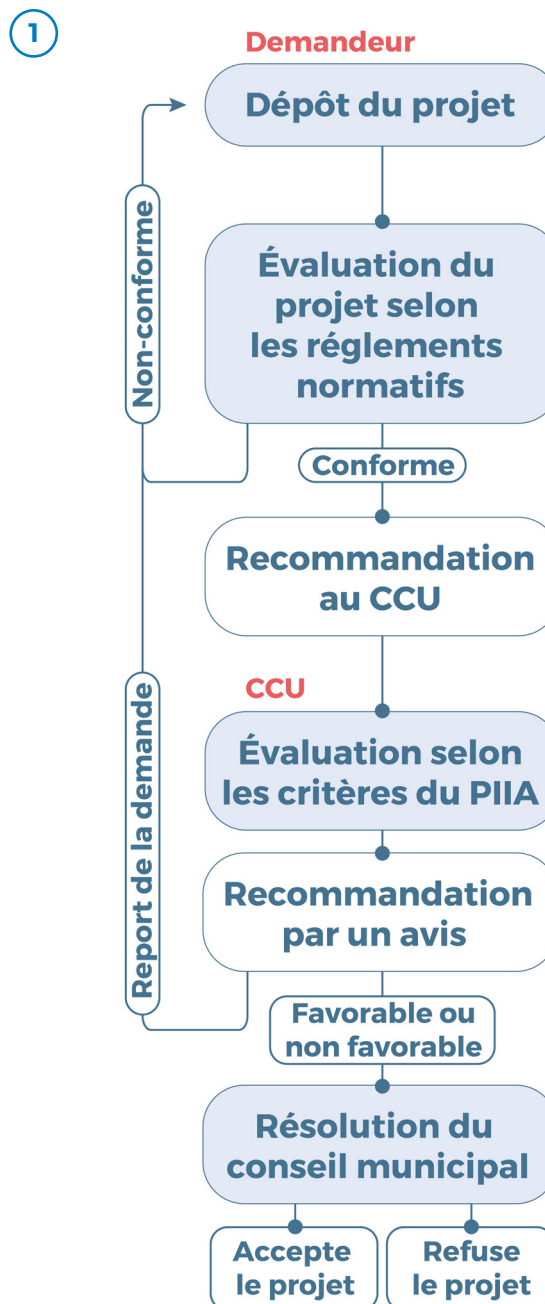 1
Demandeur
Dépôt du projet
Non-conforme
Évaluation du
projet selon
les réglements
normatifs
Conforme
Recommandation
au CCU
Report de la demande
CCU
Évaluation selon
les critères du PIIA
Recommandation
par un avis
Favorable ou
non favorable
Résolution du
conseil municipal
Accepte
le projet
Refuse
le projet